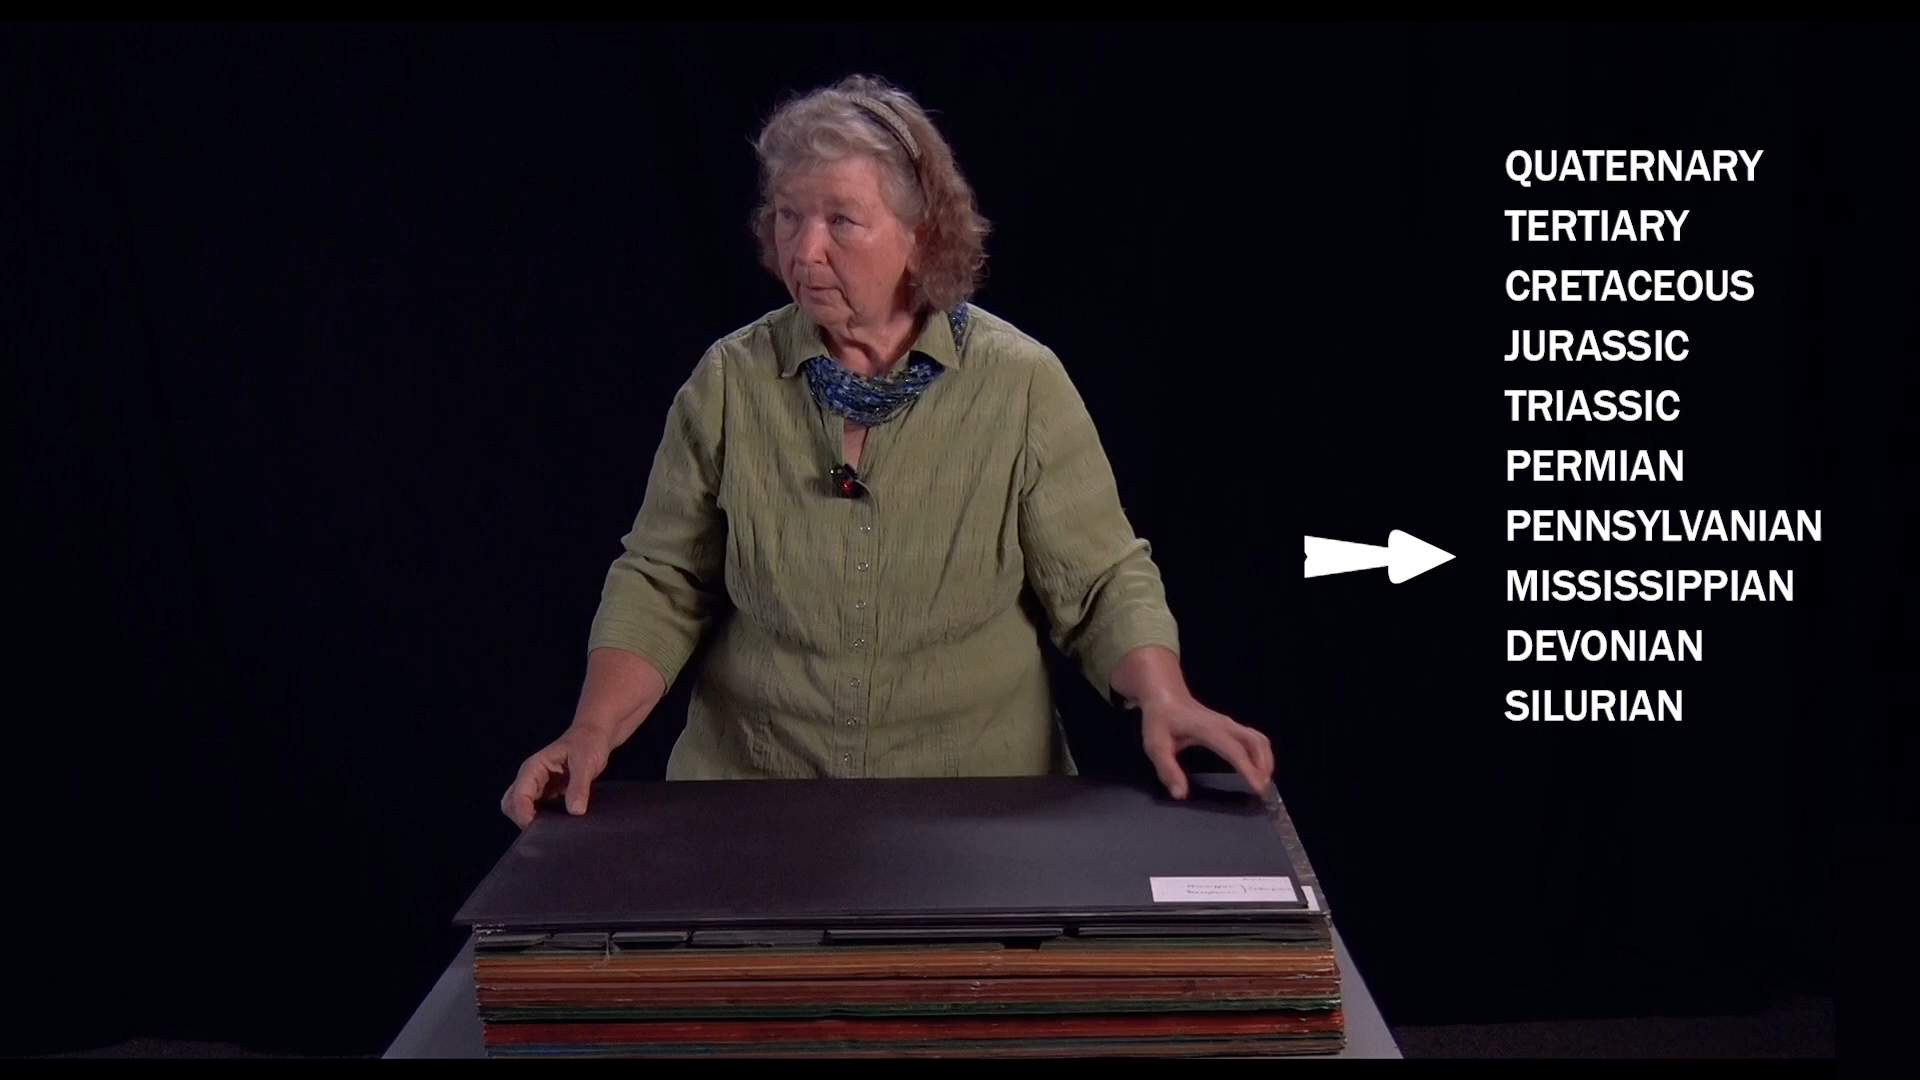 QUATERNARY
TERTIARY
CRETACEOUS
JURASSIC
TRIASSIC
PERMIAN
PENNSYLVANIAN
MISSISSIPPIAN
DEVONIAN
SILURIAN